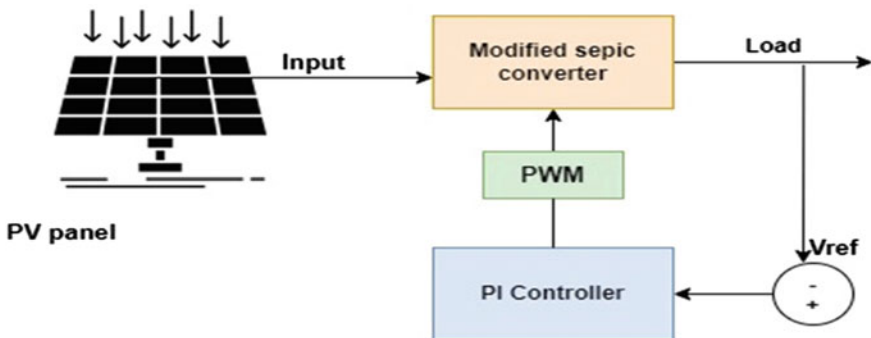 Input
Modified sepic
converter
Load
PWM
PV panel
PI Controller
Vref
-
+